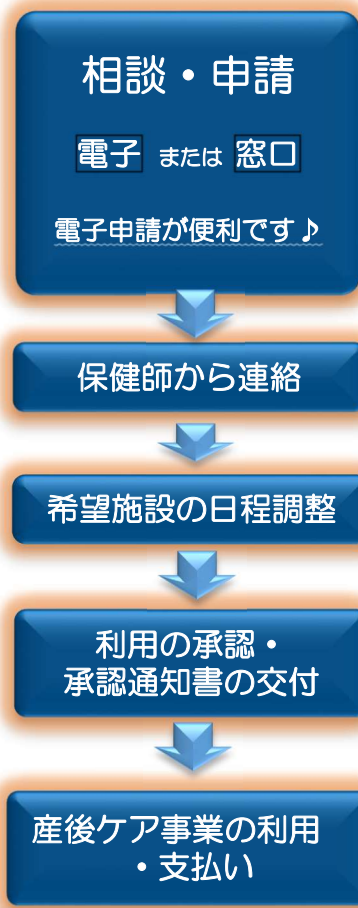 相談・申請
電子 または 窓口
電子申請が便利です♪
保健師から連絡
希望施設の日程調整
利用の承認・
承認通知書の交付
産後ケア事業の利用
・支払い